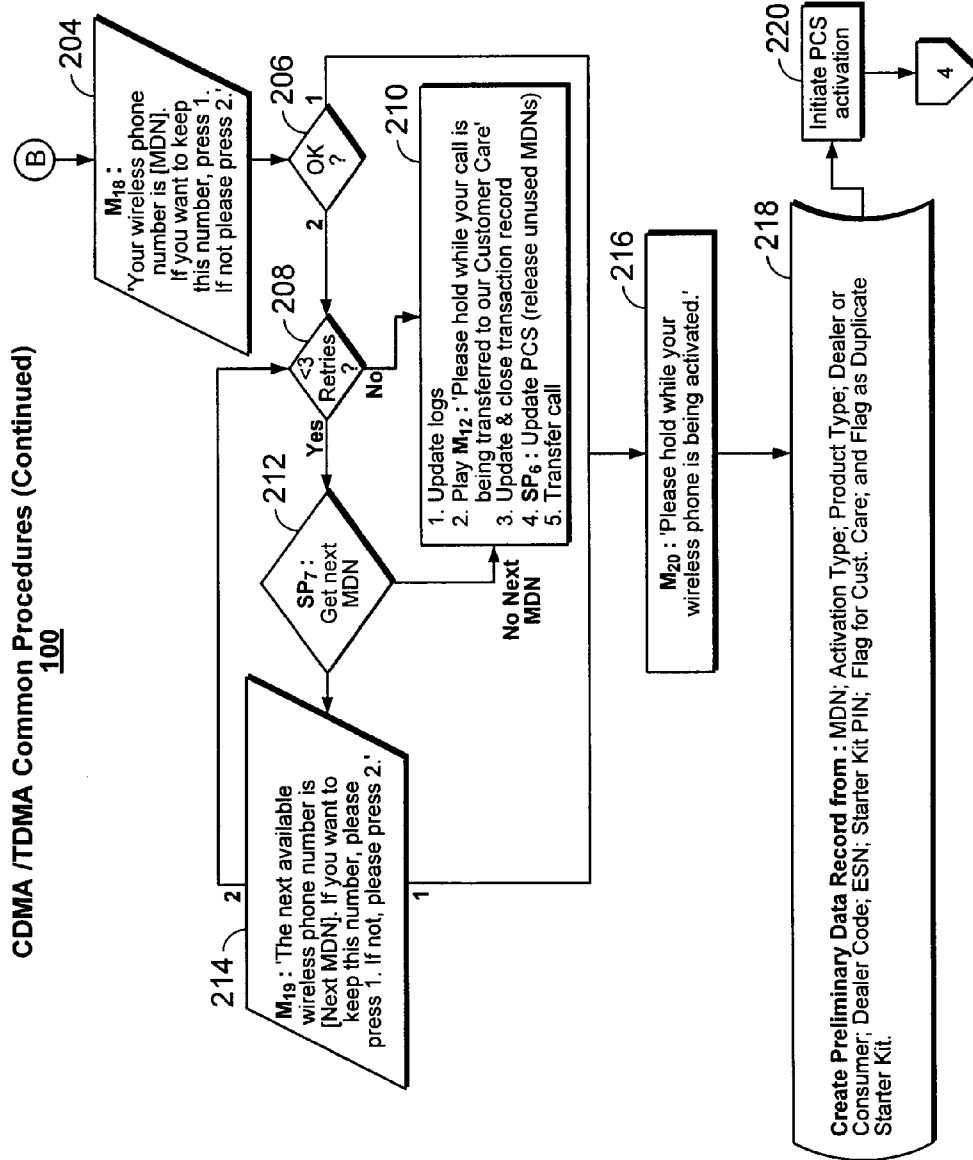 CDMA /TDMA Common Procedures (Continued)
100
B
204
M18 :
'Your wireless phone
number is [MDN].
If you want to keep
this number, press 1.
If not please press 2.'
206
OK
?
1
2
208
<3
Retries
?
Yes
No
210
1. Update logs
2. Play M12 : 'Please hold while your call is
being transferred to our Customer Care'
3. Update & close transaction record
4. SP6 : Update PCS (release unused MDNs)
5. Transfer call
212
SP7 :
Get next
MDN
No Next
MDN
214
M19 : 'The next available
wireless phone number is
[Next MDN]. If you want to
keep this number, please
press 1. If not, please press 2.'
2
1
216
M20 : 'Please hold while your
wireless phone is being activated.'
218
Create Preliminary Data Record from : MDN; Activation Type; Product Type; Dealer or
Consumer; Dealer Code; ESN; Starter Kit PIN; Flag for Cust. Care; and Flag as Duplicate
Starter Kit.
220
Initiate PCS
activation
4